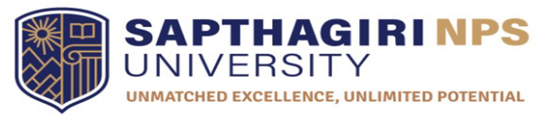 SAPTHAGIRI NPS
UNIVERSITY
UNMATCHED EXCELLENCE, UNLIMITED POTENTIAL